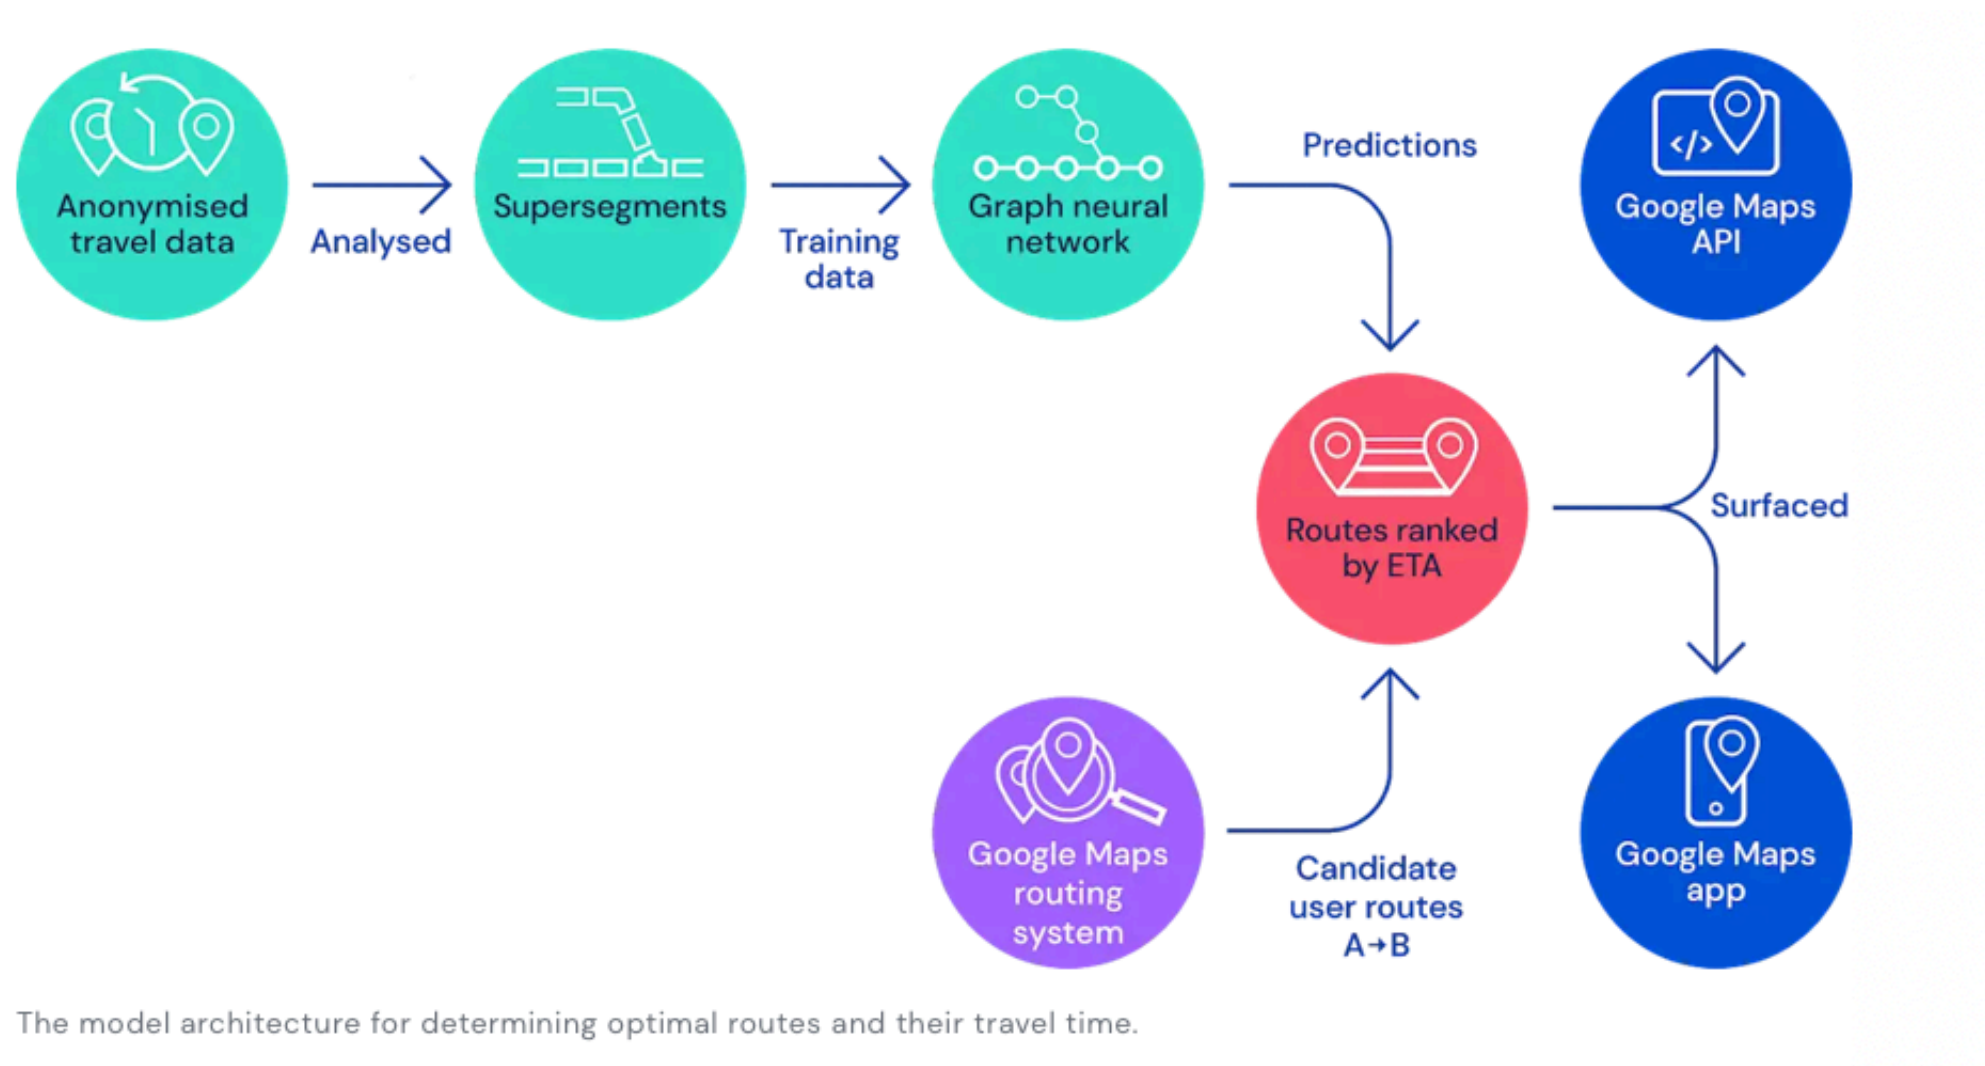 Anonymised
travel data
Analysed
Supersegments
Training
data
Graph neural
network
Predictions
</>
Google Maps
API
Routes ranked
by ETA
Surfaced
Google Maps
routing
system
Candidate
user routes
A→B
Google Maps
app
The model architecture for determining optimal routes and their travel time.